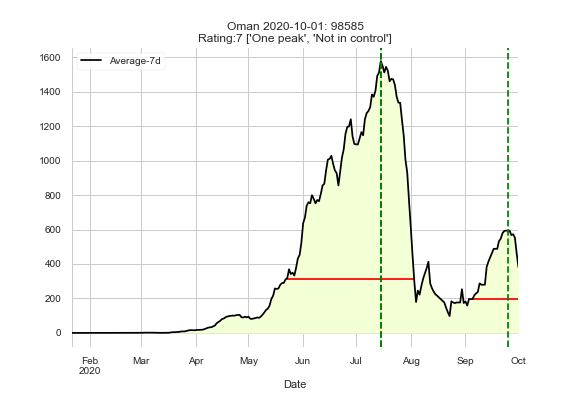 Oman 2020-10-01: 98585
Rating:7 ['One peak', 'Not in control']
Average-7d
1600
1400
1200
1000
800
600
400
200
0
Feb Mar Apr May Jun Jul Aug Sep Oct
2020
Date